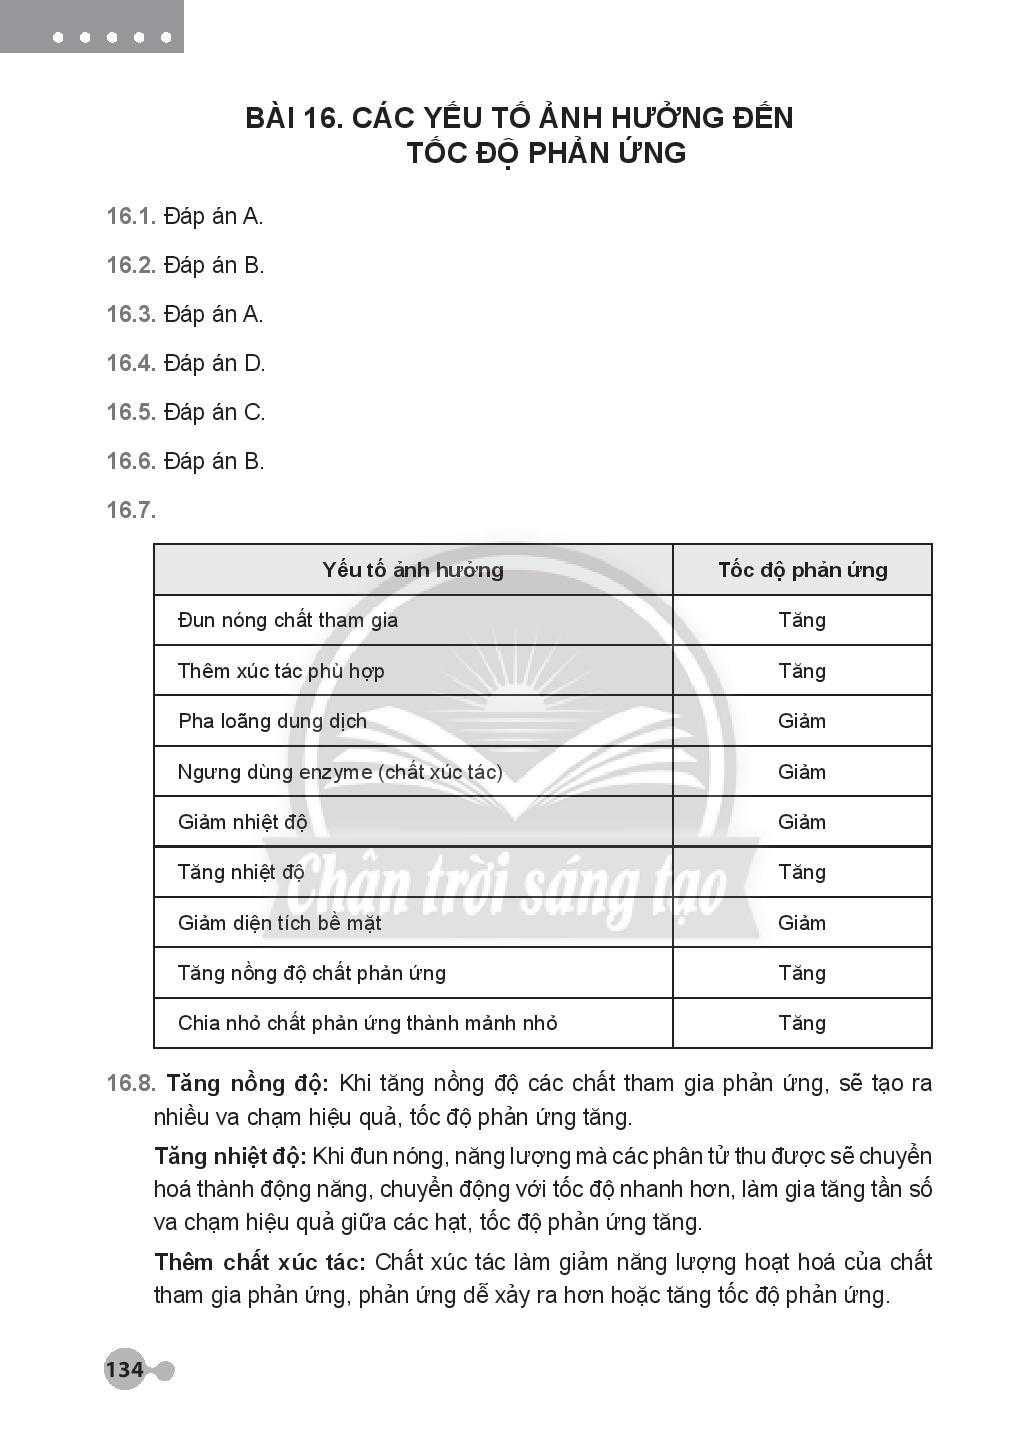 BÀI 16. CÁC YẾU TỐ ẢNH HƯỞNG ĐẾN
TỐC ĐỘ PHẢN ỨNG
16.1. Đáp án A.
16.2. Đáp án B.
16.3. Đáp án A.
16.4. Đáp án D.
16.5. Đáp án C.
16.6. Đáp án B.
16.7.
Yếu tố ảnh hưởng Tốc độ phản ứng
Đun nóng chất tham gia Tăng
Thêm xúc tác phù hợp Tăng
Pha loãng dung dịch Giảm
Ngưng dùng enzyme (chất xúc tác) Giảm
Giảm nhiệt độ Giảm
Tăng nhiệt độ Tăng
Giảm diện tích bề mặt Giảm
Tăng nồng độ chất phản ứng Tăng
Chia nhỏ chất phản ứng thành mảnh nhỏ Tăng
Chân trời sáng tạo
16.8. Tăng nồng độ: Khi tăng nồng độ các chất tham gia phản ứng, sẽ tạo ra
nhiều va chạm hiệu quả, tốc độ phản ứng tăng.
Tăng nhiệt độ: Khi đun nóng, năng lượng mà các phân tử thu được sẽ chuyển
hoá thành động năng, chuyển động với tốc độ nhanh hơn, làm gia tăng tần số
va chạm hiệu quả giữa các hạt, tốc độ phản ứng tăng.
Thêm chất xúc tác: Chất xúc tác làm giảm năng lượng hoạt hoá của chất
tham gia phản ứng, phản ứng dễ xảy ra hơn hoặc tăng tốc độ phản ứng.
134